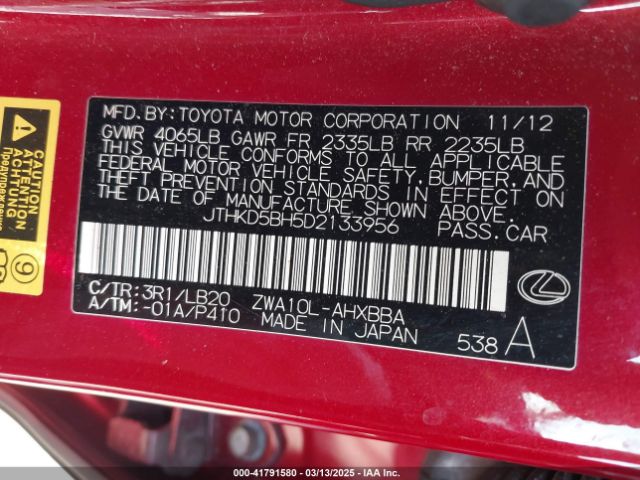 MFD.BY:TOYOTA MOTOR CORPORATION 11/12
GVWR 4065LB GAWR FR 2335LB RR 2235LB
THIS VEHICLE CONFORMS TO ALL APPLICABLE
FEDERAL MOTOR VEHICLE SAFETY, BUMPER, AND
THEFT PREVENTION STANDARDS IN EFFECT ON
THE DATE OF MANUFACTURE SHOWN ABOVE.
JTHKD5BH5D2133956 PASS.CAR
C/TR:3R1/LB20 ZWA10L-AHXBBA
A/TM:-01A/P410 MADE IN JAPAN
538 A
CAUTION
ACHTUNG
9
000-41791580 — 03/13/2025 — IAA Inc.